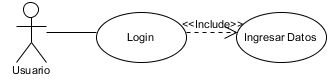 Login
<<Include>>
Ingresar Datos
Usuario